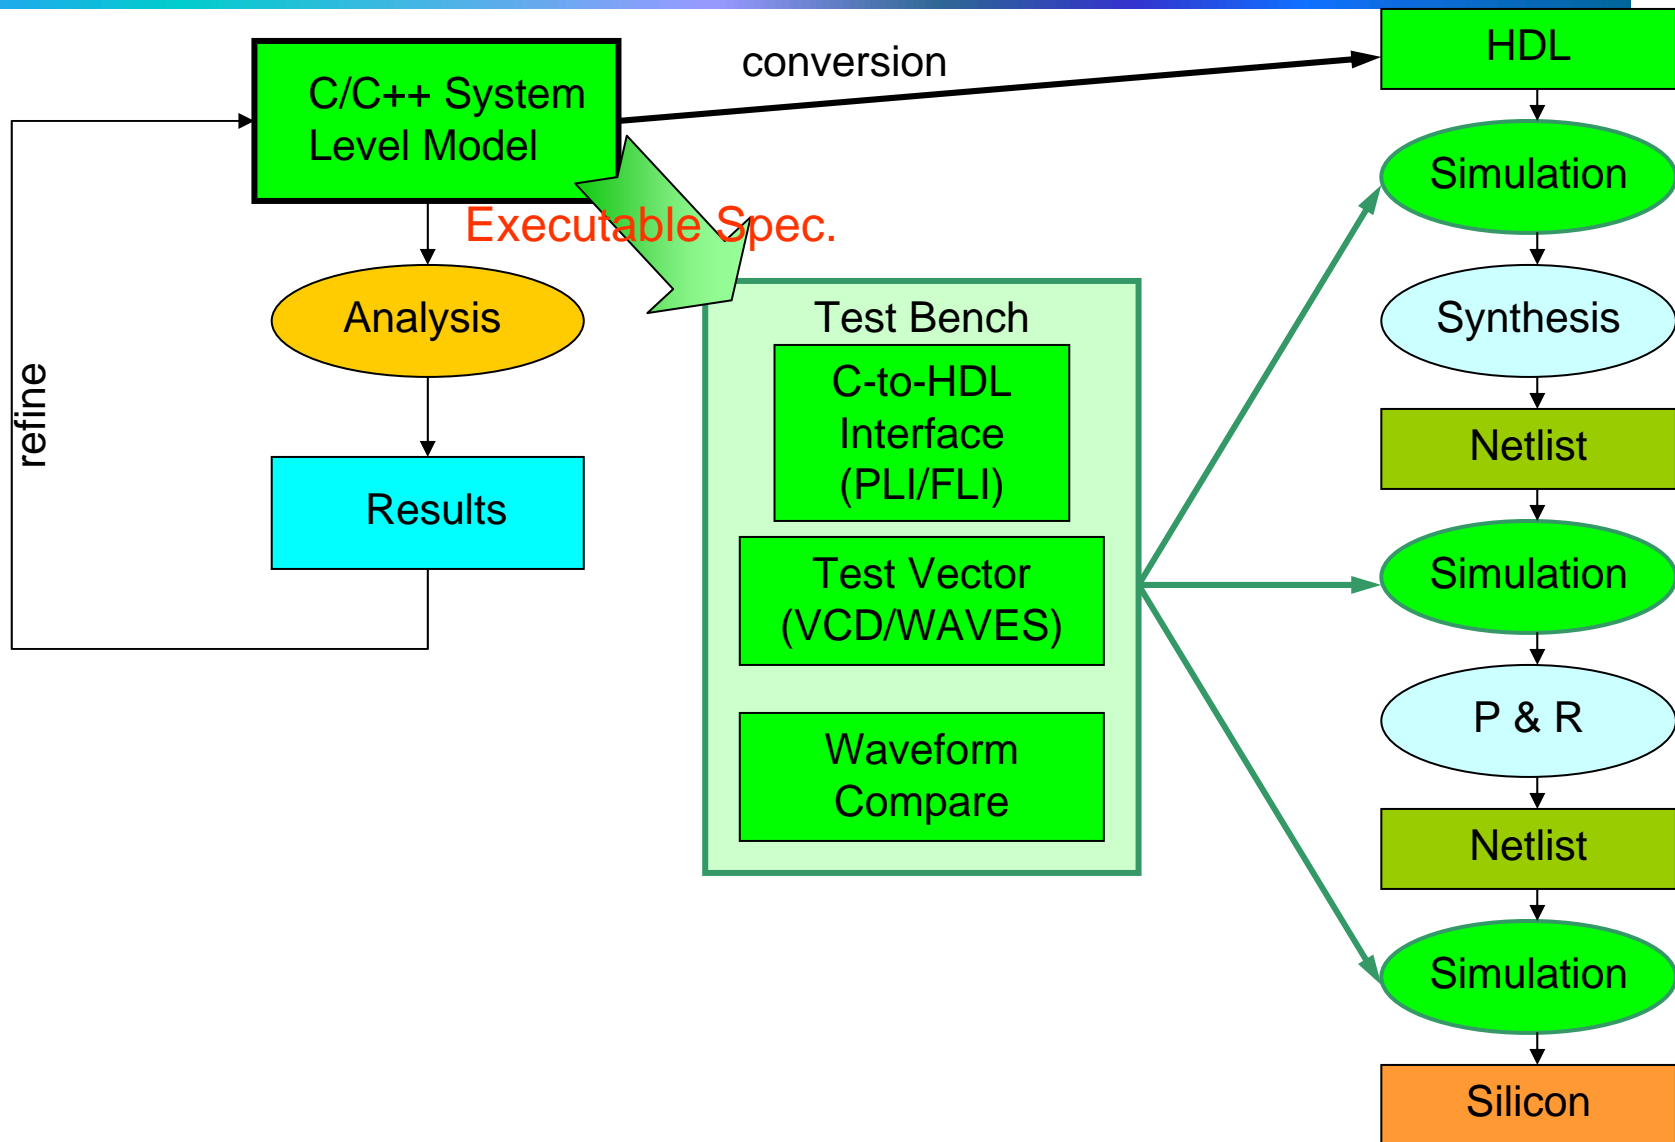 C/C++ System
Level Model
conversion
Executable Spec.
Analysis
Results
refine
Test Bench
C-to-HDL
Interface
(PLI/FLI)
Test Vector
(VCD/WAVES)
Waveform
Compare
HDL
Simulation
Synthesis
Netlist
Simulation
P & R
Netlist
Simulation
Silicon